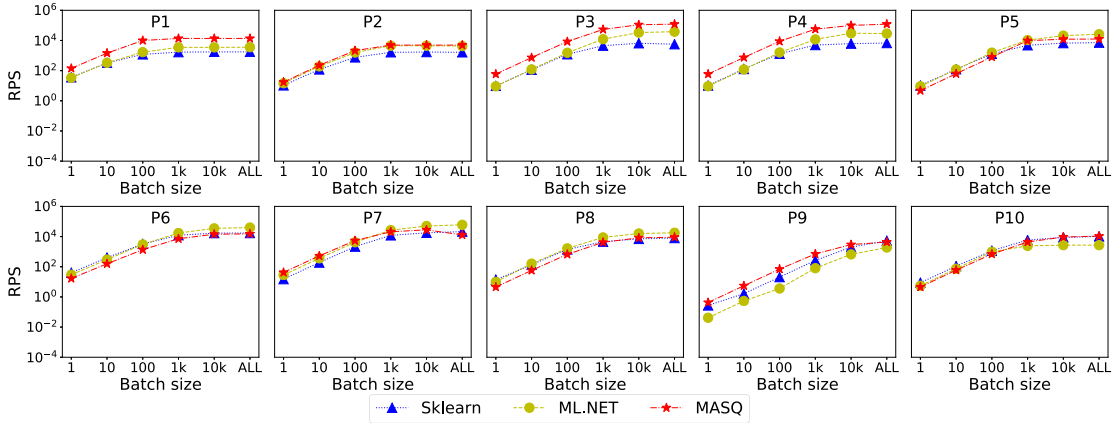 P1 P2 P3 P4 P5
RPS
10^6
10^4
10^2
10^0
10^-2
10^-4
1 10 100 1k 10k ALL 1 10 100 1k 10k ALL 1 10 100 1k 10k ALL 1 10 100 1k 10k ALL 1 10 100 1k 10k ALL
Batch size Batch size Batch size Batch size Batch size
P6 P7 P8 P9 P10
RPS
10^6
10^4
10^2
10^0
10^-2
10^-4
1 10 100 1k 10k ALL 1 10 100 1k 10k ALL 1 10 100 1k 10k ALL 1 10 100 1k 10k ALL 1 10 100 1k 10k ALL
Batch size Batch size Batch size Batch size Batch size
Sklearn ML.NET MASQ